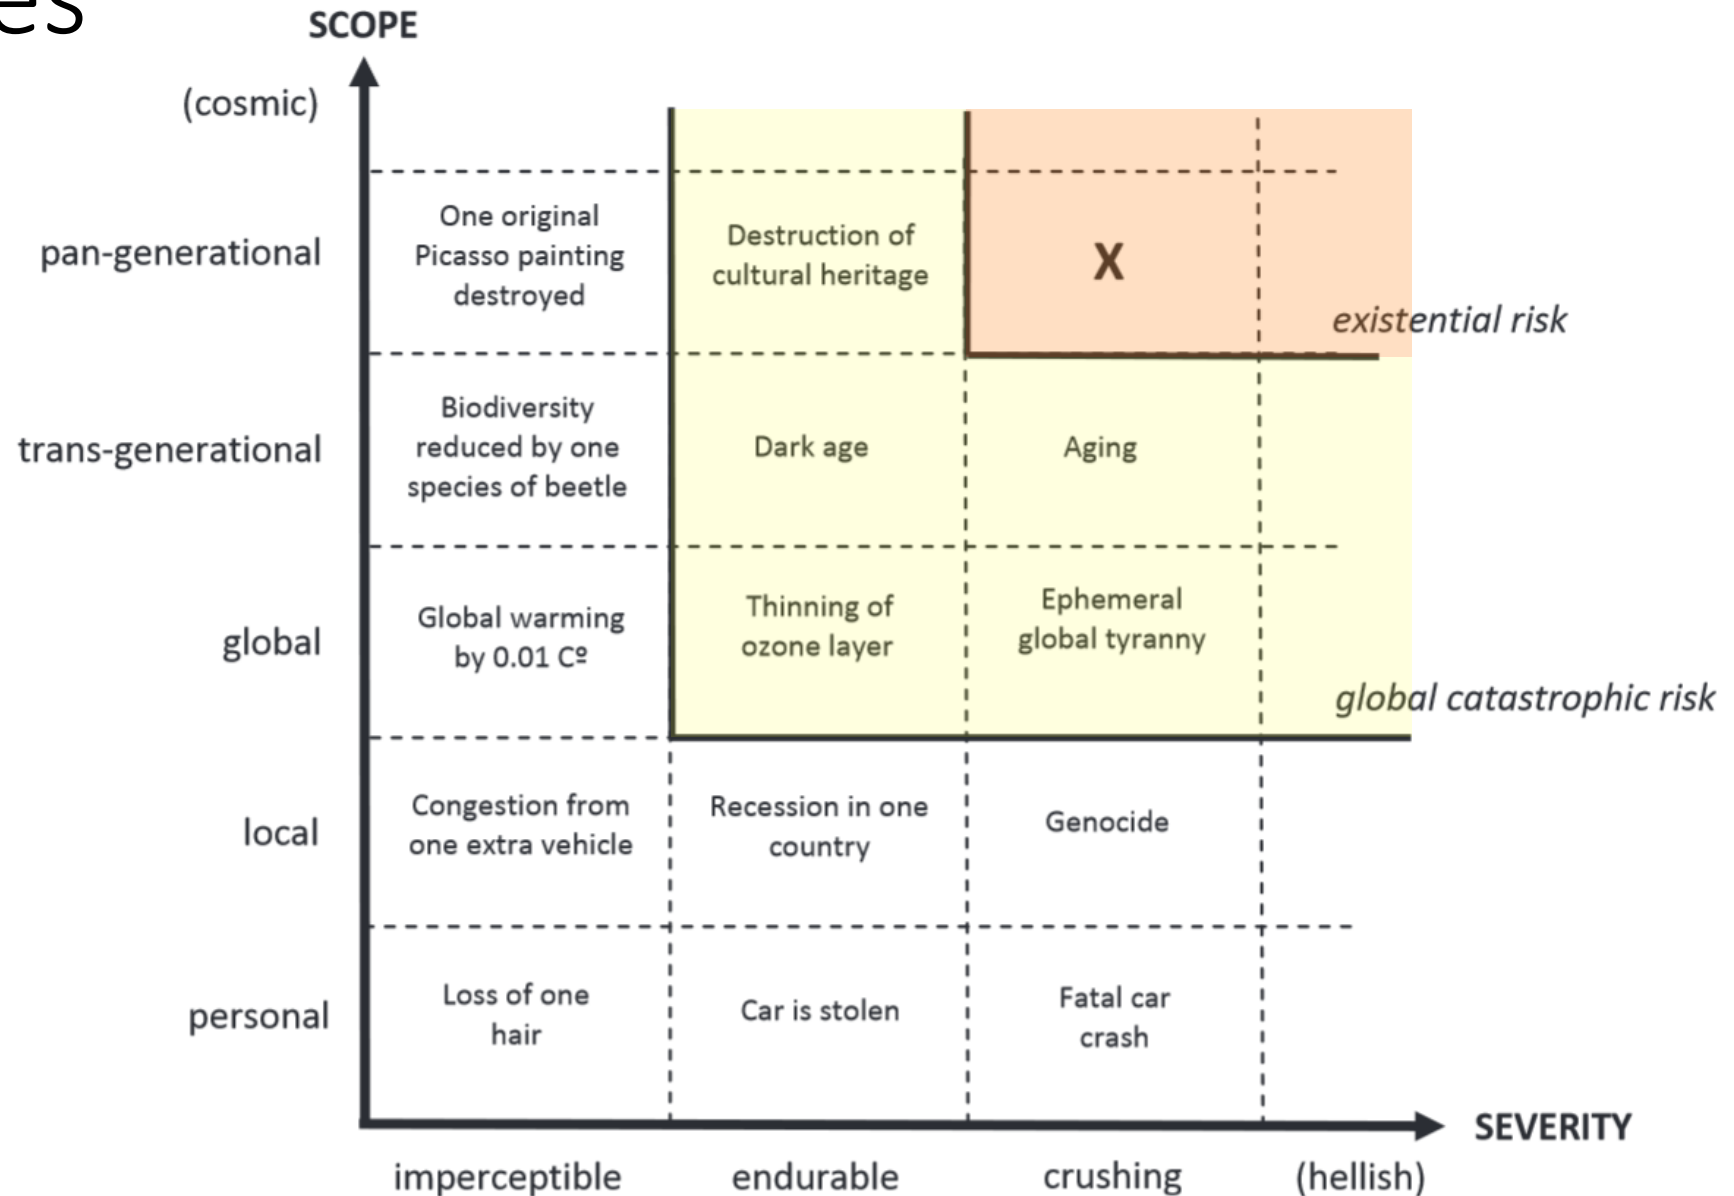 es
SCOPE
(cosmic)
pan-generational
One original
Picasso painting
destroyed
Destruction of
cultural heritage
X
existential risk
trans-generational
Biodiversity
reduced by one
species of beetle
Dark age
Aging
global
Global warming
by 0.01 Cº
Thinning of
ozone layer
Ephemeral
global tyranny
global catastrophic risk
local
Congestion from
one extra vehicle
Recession in one
country
Genocide
personal
Loss of one
hair
Car is stolen
Fatal car
crash
SEVERITY
imperceptible
endurable
crushing
(hellish)